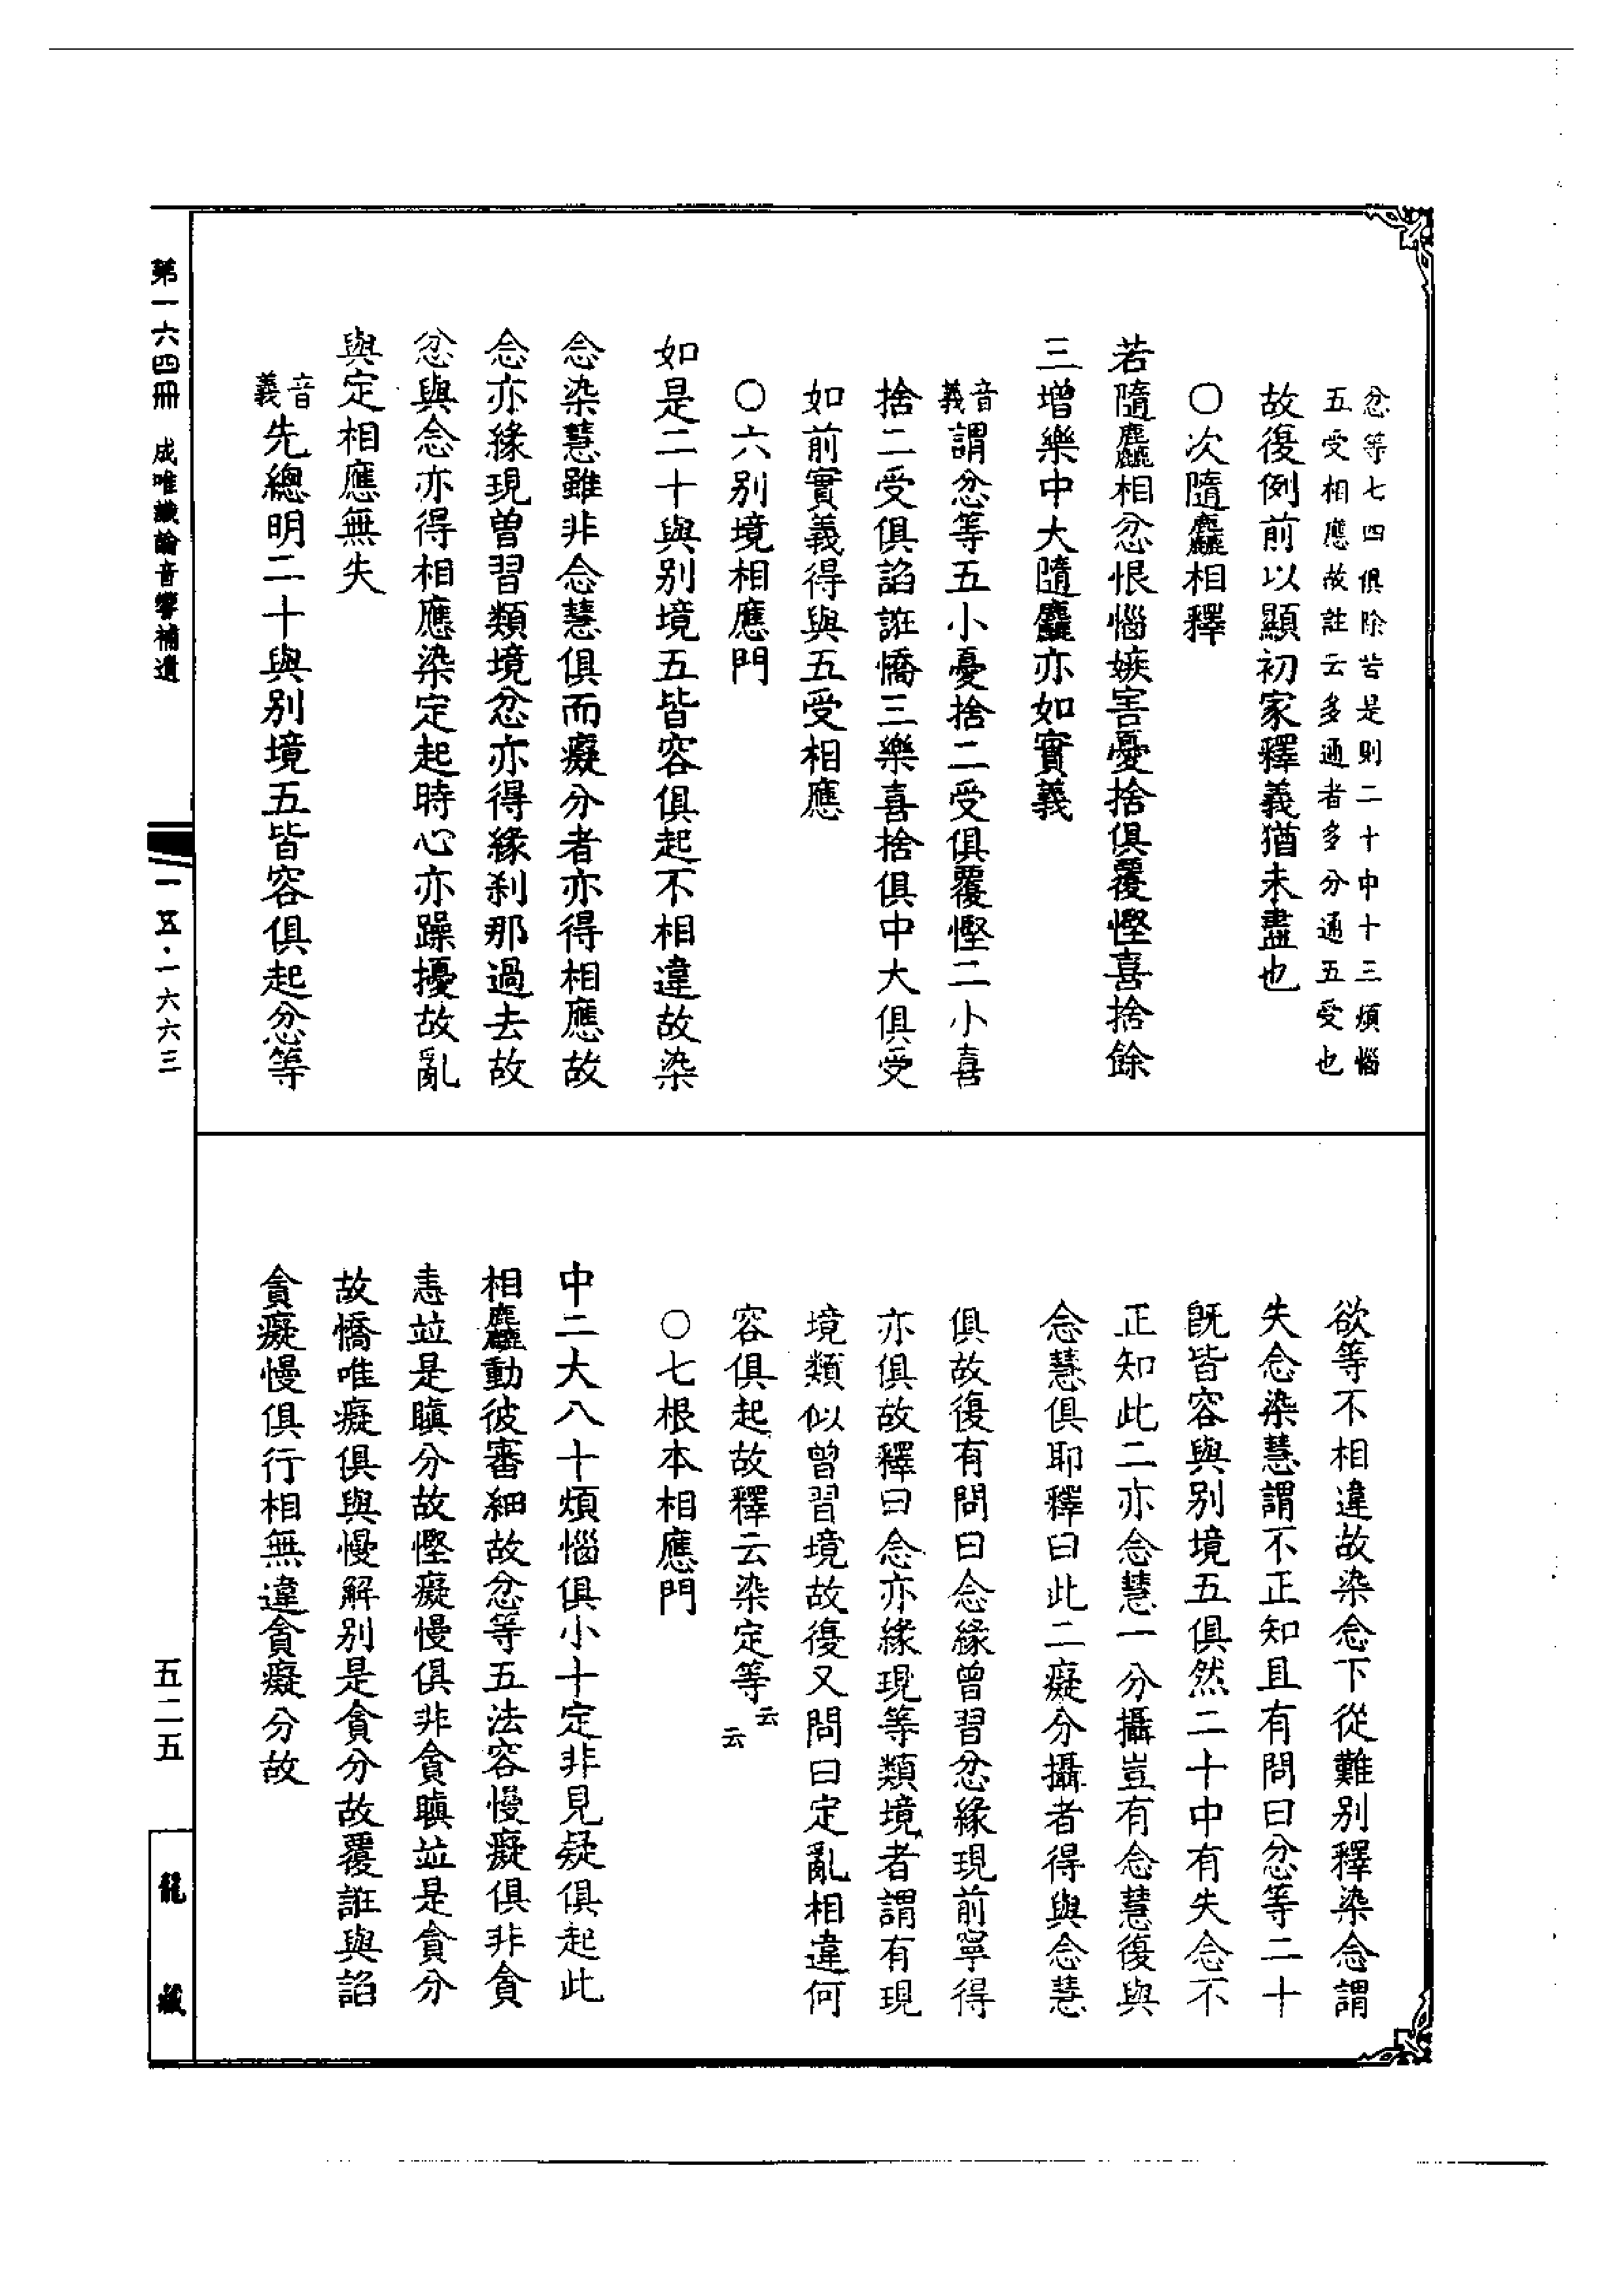 忿等七四俱除苦是則二十中十三煩惱
五受相應故註云多通者多分通五受也
故復例前以顯初家釋義猶未盡也
〇次隨麤相釋
若隨麤相忿恨惱嫉害憂捨俱覆慳喜捨餘
三增樂中大隨麤亦如實義
音義謂忿等五小憂捨二受俱覆慳二小喜
捨二受俱諂誑憍三樂喜捨俱中大俱受
如前實義得與五受相應
〇六別境相應門
如是二十與別境五皆容俱起不相違故染
念染慧雖非念慧俱而癡分者亦得相應故
念亦緣現曾習類境忿亦得緣剎那過去故
忿與念亦得相應染定起時心亦躁擾故亂
與定相應無失
音義先總明二十與別境五皆容俱起忿等
欲等不相違故染念下從難別釋染念謂
失念染慧謂不正知且有問曰忿等二十
旣皆容與別境五俱然二十中有失念不
正知此二亦念慧一分攝豈有念慧復與
念慧俱耶釋曰此二癡分攝者得與念慧
俱故復有問曰念緣曾習忿緣現前寧得
亦俱故釋曰念亦緣現等類境者謂有現
境類似曾習境故復又問曰定亂相違何
容俱起故釋云染定等云云
〇七根本相應門
中二大八十煩惱俱小十定非見疑俱起此
相麤動彼審細故忿等五法容慢癡俱非貪
恚竝是瞋分故慳癡慢俱非貪瞋竝是貪分
故憍唯癡俱與慢解別是貪分故覆誑與諂
貪癡慢俱行相無違貪癡分故
第一六四冊 成唯識論音響補遺
一五·一六六三
五二五
龍藏